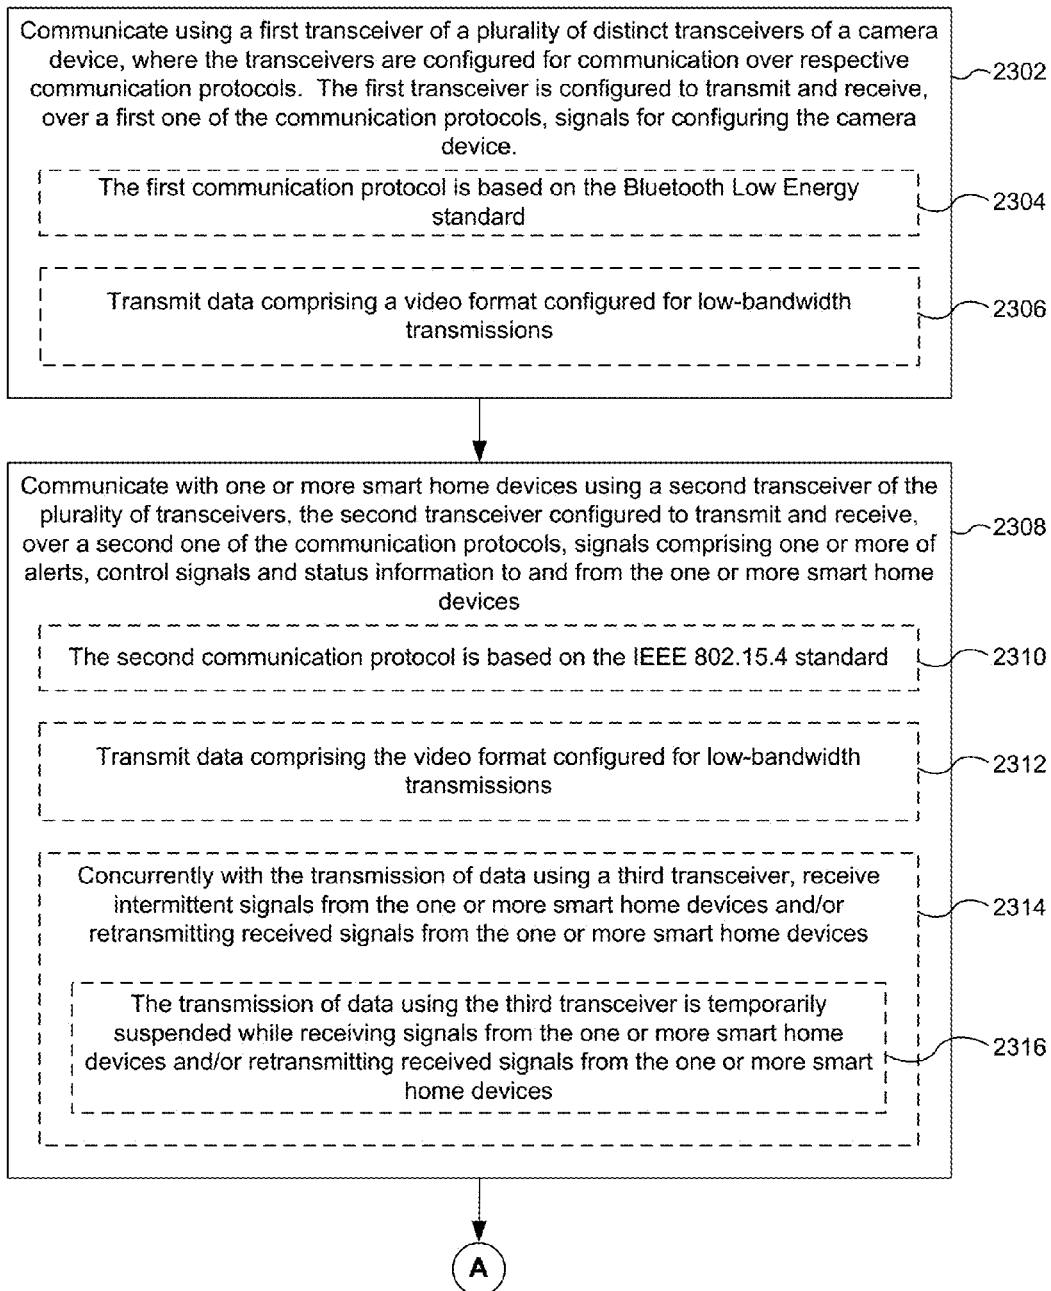 Communicate using a first transceiver of a plurality of distinct transceivers of a camera
device, where the transceivers are configured for communication over respective
communication protocols. The first transceiver is configured to transmit and receive,
over a first one of the communication protocols, signals for configuring the camera
device.
2302
The first communication protocol is based on the Bluetooth Low Energy
standard
2304
Transmit data comprising a video format configured for low-bandwidth
transmissions
2306
Communicate with one or more smart home devices using a second transceiver of the
plurality of transceivers, the second transceiver configured to transmit and receive,
over a second one of the communication protocols, signals comprising one or more of
alerts, control signals and status information to and from the one or more smart home
devices
2308
The second communication protocol is based on the IEEE 802.15.4 standard
2310
Transmit data comprising the video format configured for low-bandwidth
transmissions
2312
Concurrently with the transmission of data using a third transceiver, receive
intermittent signals from the one or more smart home devices and/or
retransmitting received signals from the one or more smart home devices
2314
The transmission of data using the third transceiver is temporarily
suspended while receiving signals from the one or more smart home
devices and/or retransmitting received signals from the one or more smart
home devices
2316
A